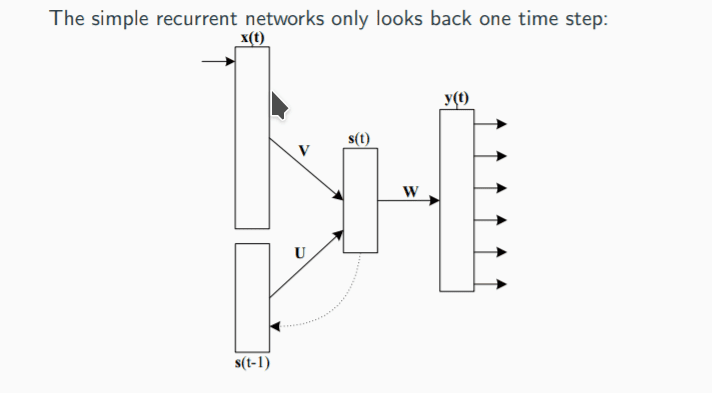 The simple recurrent networks only looks back one time step:
x(t)
y(t)
s(t)
V
W
U
s(t-1)